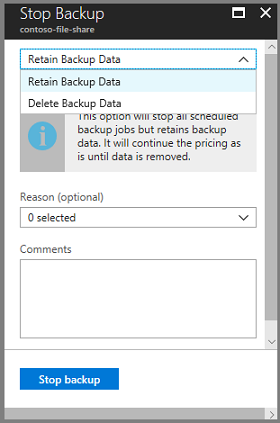 Stop Backup
contoso-file-share
Retain Backup Data
Retain Backup Data
Delete Backup Data
This option will stop all scheduled
backup jobs but retains backup
data. It will continue the pricing as
is until data is removed.
Reason (optional)
0 selected
Comments
Stop backup